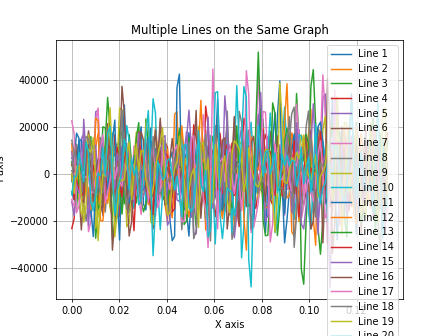 Multiple Lines on the Same Graph
40000
20000
0
−20000
−40000
0.00
0.02
0.04
0.06
0.08
0.10
X axis
Line 1
Line 2
Line 3
Line 4
Line 5
Line 6
Line 7
Line 8
Line 9
Line 10
Line 11
Line 12
Line 13
Line 14
Line 15
Line 16
Line 17
Line 18
Line 19
Line 20